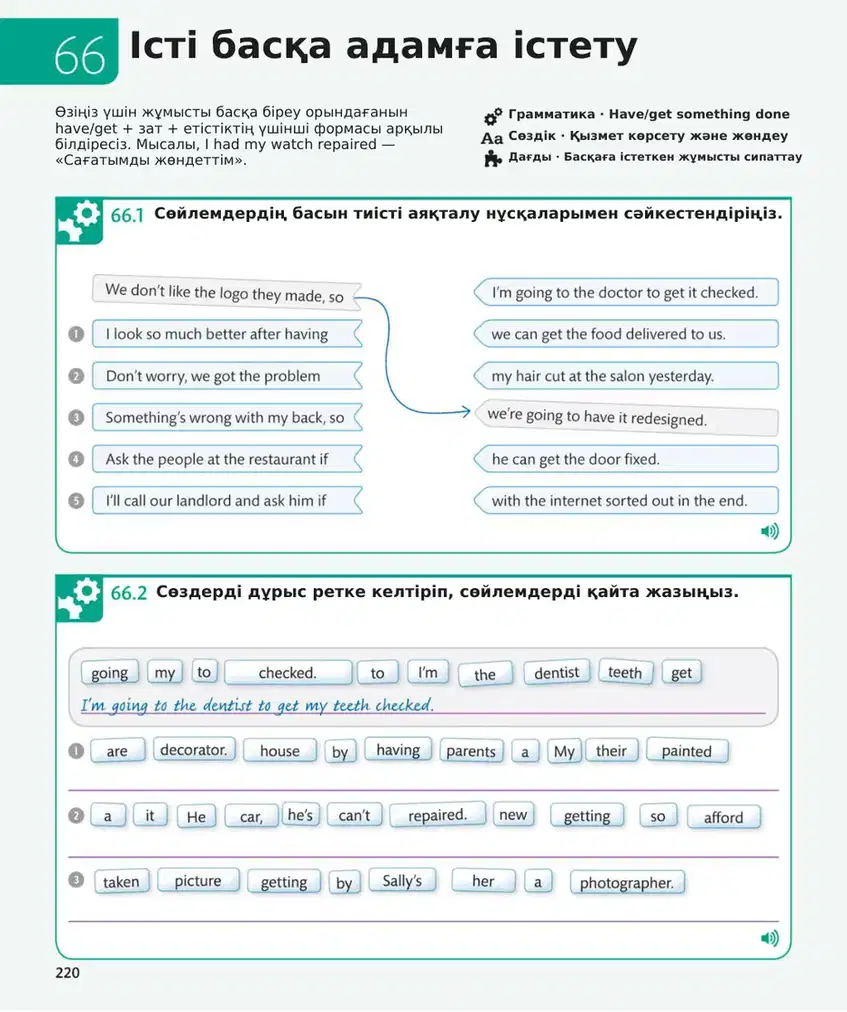 66 Істі басқа адамға істету
Өзіңіз үшін жұмысты басқа біреу орындағанын
have/get + зат + етістіктің үшінші формасы арқылы
білдіресіз. Мысалы, I had my watch repaired —
«Сағатымды жөндеттім».
Грамматика · Have/get something done
Aa Сөздік · Қызмет көрсету және жөндеу
Дағды · Басқаға істеткен жұмысты сипаттау
66.1 Сөйлемдердің басын тиісті аяқталу нұсқаларымен сәйкестендіріңіз.
We don't like the logo they made, so
1 I look so much better after having
2 Don't worry, we got the problem
3 Something's wrong with my back, so
4 Ask the people at the restaurant if
5 I'll call our landlord and ask him if
I'm going to the doctor to get it checked.
we can get the food delivered to us.
my hair cut at the salon yesterday.
we're going to have it redesigned.
he can get the door fixed.
with the internet sorted out in the end.
66.2 Сөздерді дұрыс ретке келтіріп, сөйлемдерді қайта жазыңыз.
going my to checked. to I'm the dentist teeth get
I'm going to the dentist to get my teeth checked.
1 are decorator. house by having parents a My their painted
2 a it He car, he's can't repaired. new getting so afford
3 taken picture getting by Sally's her a photographer.
220